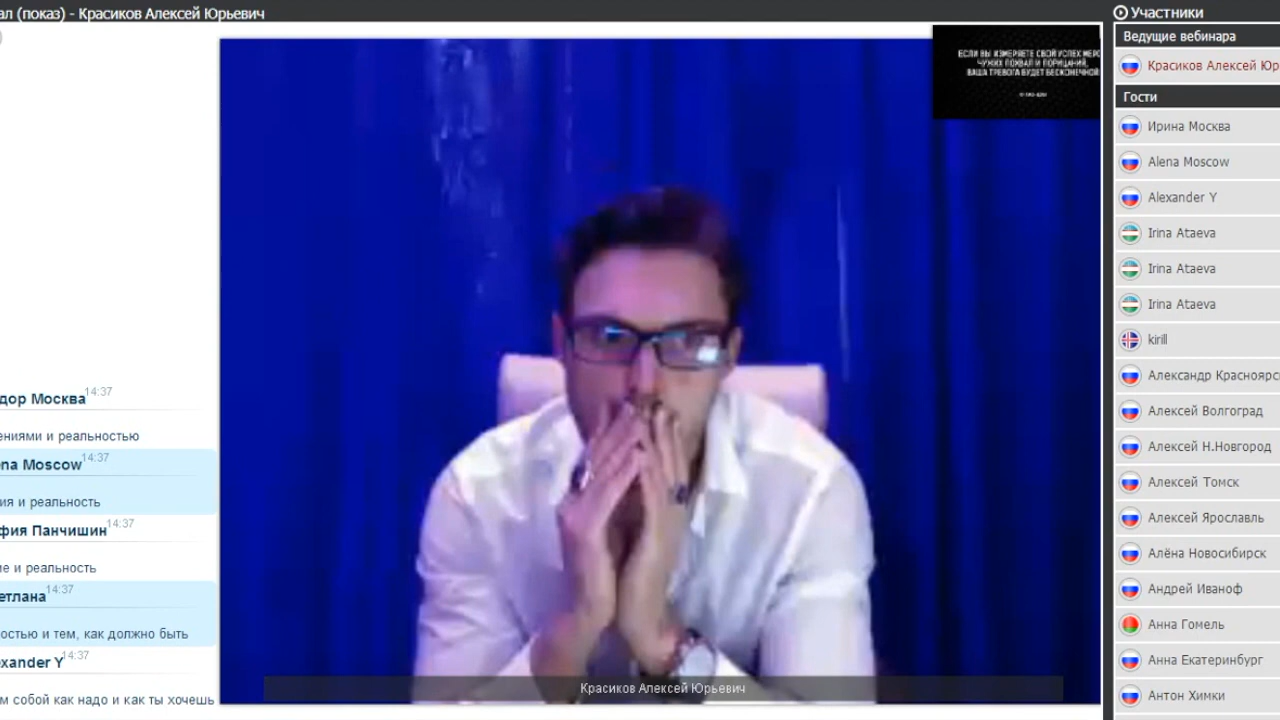 ал (показ) - Красиков Алексей Юрьевич
дор Москва 14:37
ениями и реальностью
na Moscow 14:37
ия и реальность
фия Панчишин 14:37
ие и реальность
етлана 14:37
остью и тем, как должно быть
exander Y 14:37
м собой как надо и как ты хочешь
ЕСЛИ ВЫ ИЗМЕРЯЕТЕ СВОЙ УСПЕХ МЕРО
ЧУЖИХ ПОХВАЛ И ПОРИЦАНИЙ,
ВАША ТРЕВОГА БУДЕТ БЕСКОНЕЧНОЙ
Красиков Алексей Юрьевич
Участники
Ведущие вебинара
Красиков Алексей Юр
Гости
Ирина Москва
Alena Moscow
Alexander Y
Irina Ataeva
Irina Ataeva
Irina Ataeva
kirill
Александр Краснояро
Алексей Волгоград
Алексей Н.Новгород
Алексей Томск
Алексей Ярославль
Алёна Новосибирск
Андрей Иваноф
Анна Гомель
Анна Екатеринбург
Антон Химки